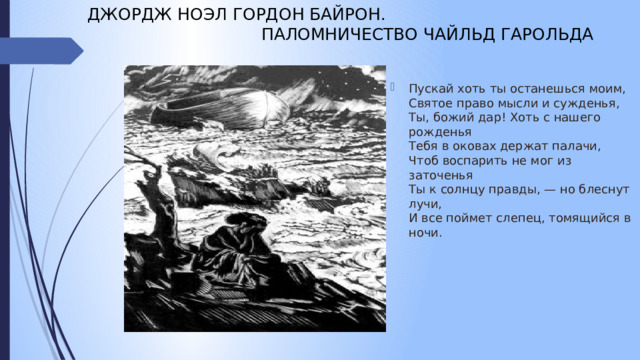 ДЖОРДЖ НОЭЛ ГОРДОН БАЙРОН.
ПАЛОМНИЧЕСТВО ЧАЙЛЬД ГАРОЛЬДА
Пускай хоть ты останешься моим,
Святое право мысли и сужденья,
Ты, божий дар! Хоть с нашего
рожденья
Тебя в оковах держат палачи,
Чтоб воспарить не мог из
заточенья
Ты к солнцу правды, — но блеснут
лучи,
И все поймет слепец, томящийся в
ночи.